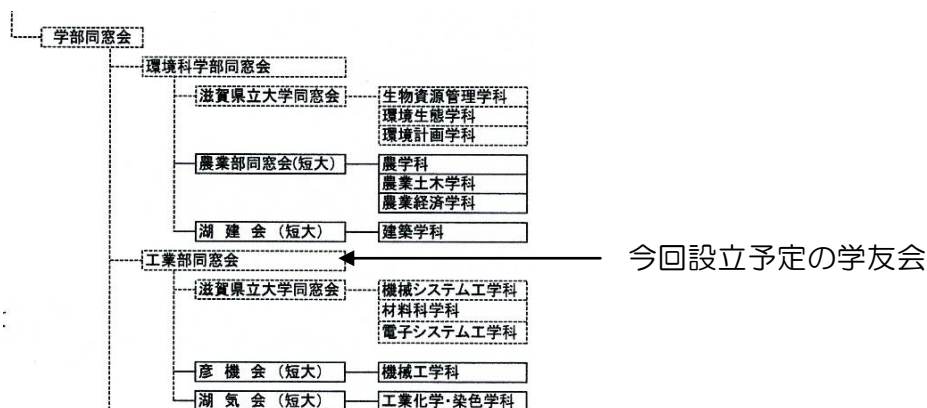 学部同窓会
環境科学部同窓会
滋賀県立大学同窓会
生物資源管理学科
環境生態学科
環境計画学科
農業部同窓会(短大)
農学科
農業土木学科
農業経済学科
湖 建 会 (短大)
建築学科
工業部同窓会
今回設立予定の学友会
滋賀県立大学同窓会
機械システム工学科
材料科学科
電子システム工学科
彦 機 会 (短大)
機械工学科
湖 気 会 (短大)
工業化学・染色学科